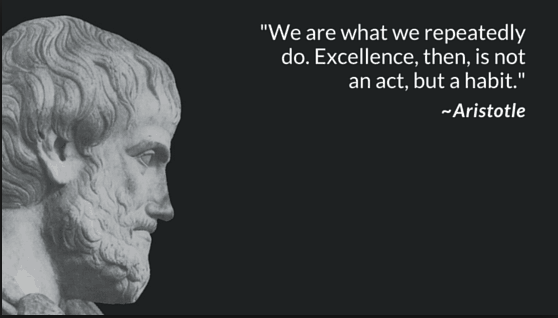 "We are what we repeatedly
do. Excellence, then, is not
an act, but a habit."
~Aristotle